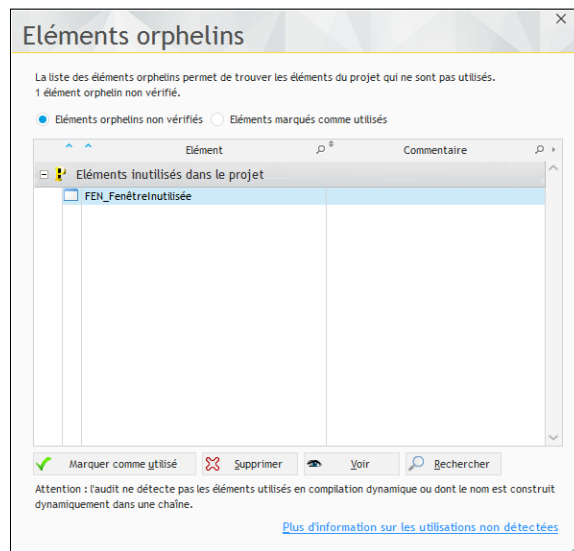 Eléments orphelins
La liste des éléments orphelins permet de trouver les éléments du projet qui ne sont pas utilisés.
1 élément orphelin non vérifié.
Eléments orphelins non vérifiés Eléments marqués comme utilisés
Elément Commentaire
Eléments inutilisés dans le projet
FEN_FenêtreInutilisée
Marquer comme utilisé Supprimer Voir Rechercher
Attention : l'audit ne détecte pas les éléments utilisés en compilation dynamique ou dont le nom est construit
dynamiquement dans une chaîne.
Plus d'information sur les utilisations non détectées